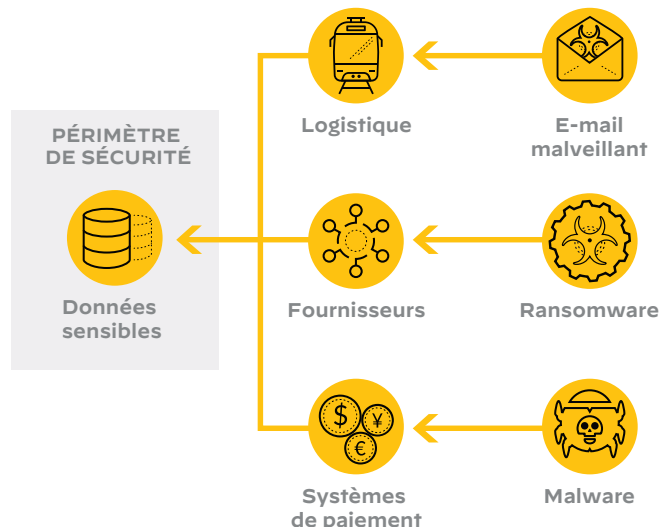 Logistique
E-mail
malveillant
PÉRIMÈTRE
DE SÉCURITÉ
Données
sensibles
Fournisseurs
Ransomware
$
¥
€
Systèmes
de paiement
Malware